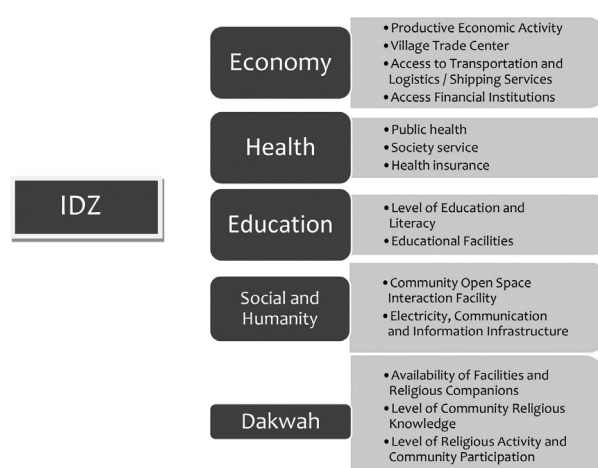 IDZ
Economy
• Productive Economic Activity
• Village Trade Center
• Access to Transportation and
Logistics / Shipping Services
• Access Financial Institutions
Health
• Public health
• Society service
• Health insurance
Education
• Level of Education and
Literacy
• Educational Facilities
Social and
Humanity
• Community Open Space
Interaction Facility
• Electricity, Communication
and Information Infrastructure
Dakwah
• Availability of Facilities and
Religious Companions
• Level of Community Religious
Knowledge
• Level of Religious Activity and
Community Participation